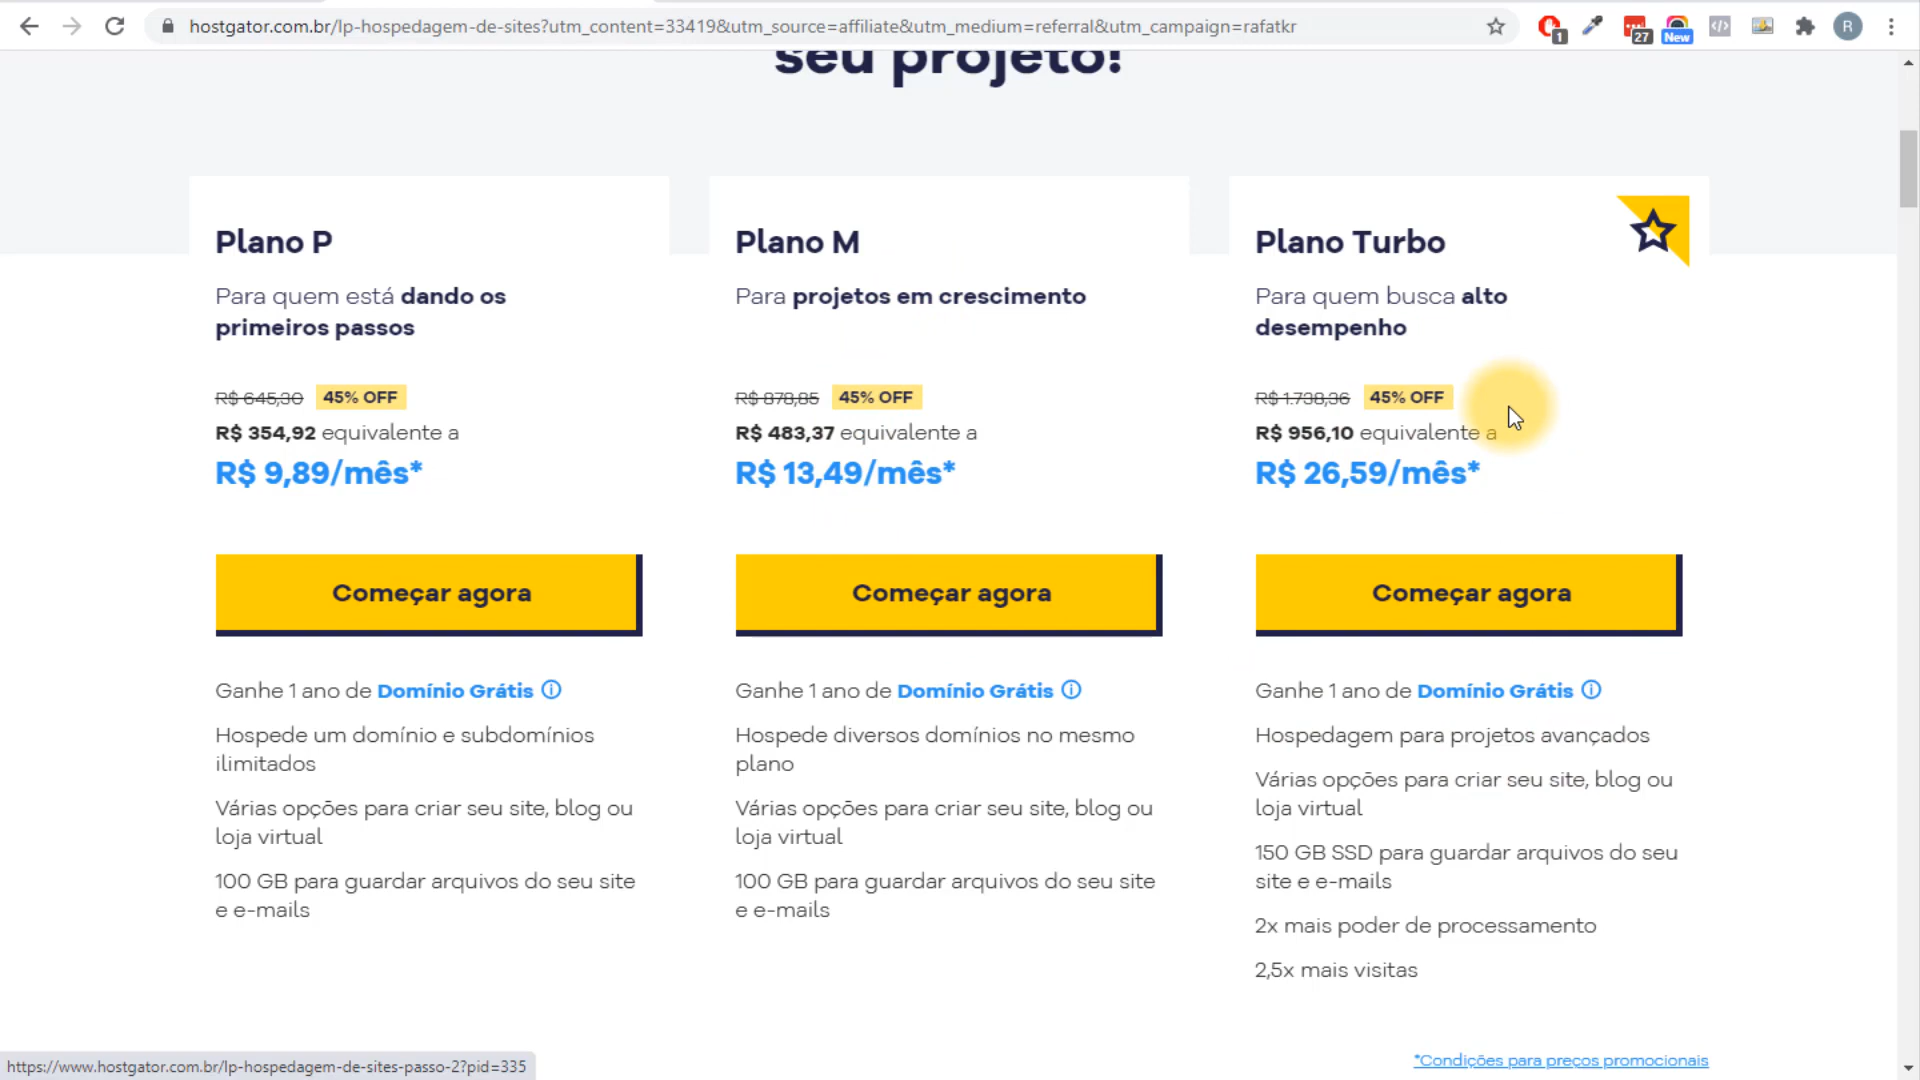 hostgator.com.br/lp-hospedagem-de-sites?utm_content=33419&utm_source=affiliate&utm_medium=referral&utm_campaign=rafatkr
1
27
New
R
seu projeto!
Plano P
Para quem está dando os
primeiros passos
R$ 645,30 45% OFF
R$ 354,92 equivalente a
R$ 9,89/mês*
Começar agora
Ganhe 1 ano de Domínio Grátis
Hospede um domínio e subdomínios
ilimitados
Várias opções para criar seu site, blog ou
loja virtual
100 GB para guardar arquivos do seu site
e e-mails
Plano M
Para projetos em crescimento
R$ 878,85 45% OFF
R$ 483,37 equivalente a
R$ 13,49/mês*
Começar agora
Ganhe 1 ano de Domínio Grátis
Hospede diversos domínios no mesmo
plano
Várias opções para criar seu site, blog ou
loja virtual
100 GB para guardar arquivos do seu site
e e-mails
Plano Turbo
Para quem busca alto
desempenho
R$ 1.738,36 45% OFF
R$ 956,10 equivalente a
R$ 26,59/mês*
Começar agora
Ganhe 1 ano de Domínio Grátis
Hospedagem para projetos avançados
Várias opções para criar seu site, blog ou
loja virtual
150 GB SSD para guardar arquivos do seu
site e e-mails
2x mais poder de processamento
2,5x mais visitas
*Condições para preços promocionais
https://www.hostgator.com.br/lp-hospedagem-de-sites-passo-2?pid=335